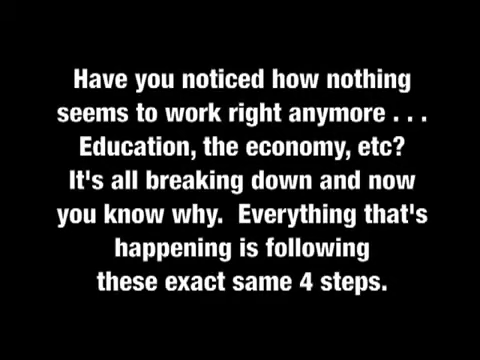 Have you noticed how nothing
seems to work right anymore . . .
Education, the economy, etc?
It's all breaking down and now
you know why.  Everything that's
happening is following
these exact same 4 steps.